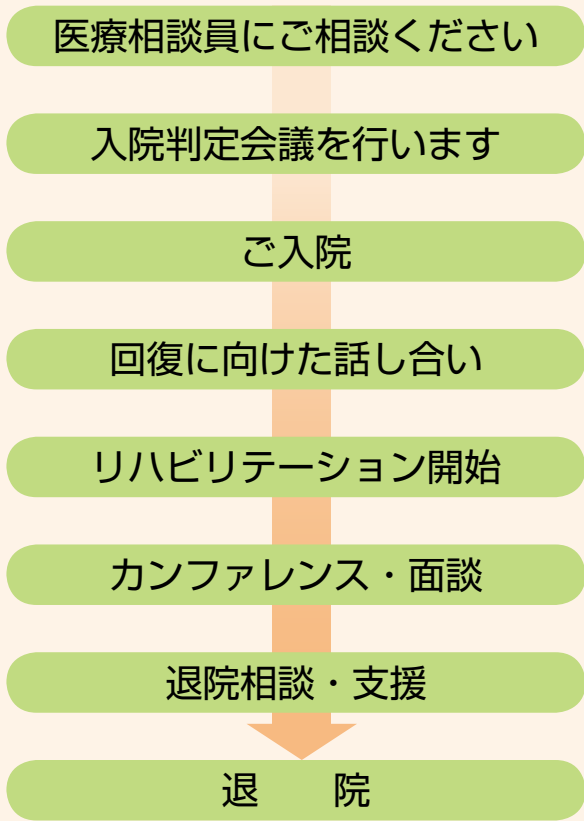 医療相談員にご相談ください
入院判定会議を行います
ご入院
回復に向けた話し合い
リハビリテーション開始
カンファレンス・面談
退院相談・支援
退　院